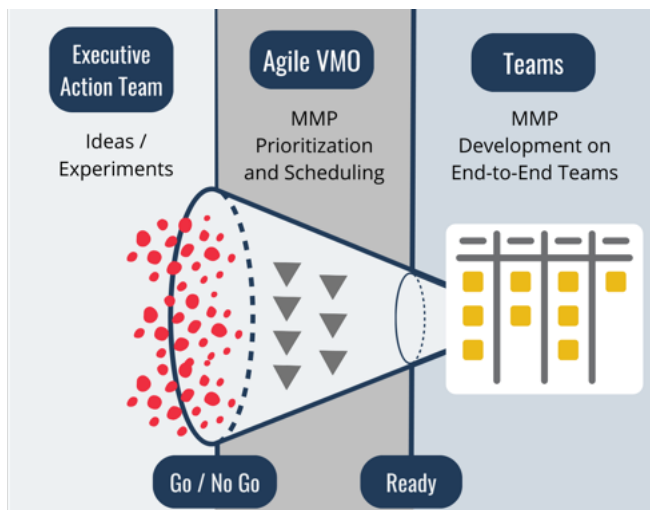 Executive
Action Team
Ideas /
Experiments
Agile VMO
MMP
Prioritization
and Scheduling
Teams
MMP
Development on
End-to-End Teams
Go / No Go
Ready